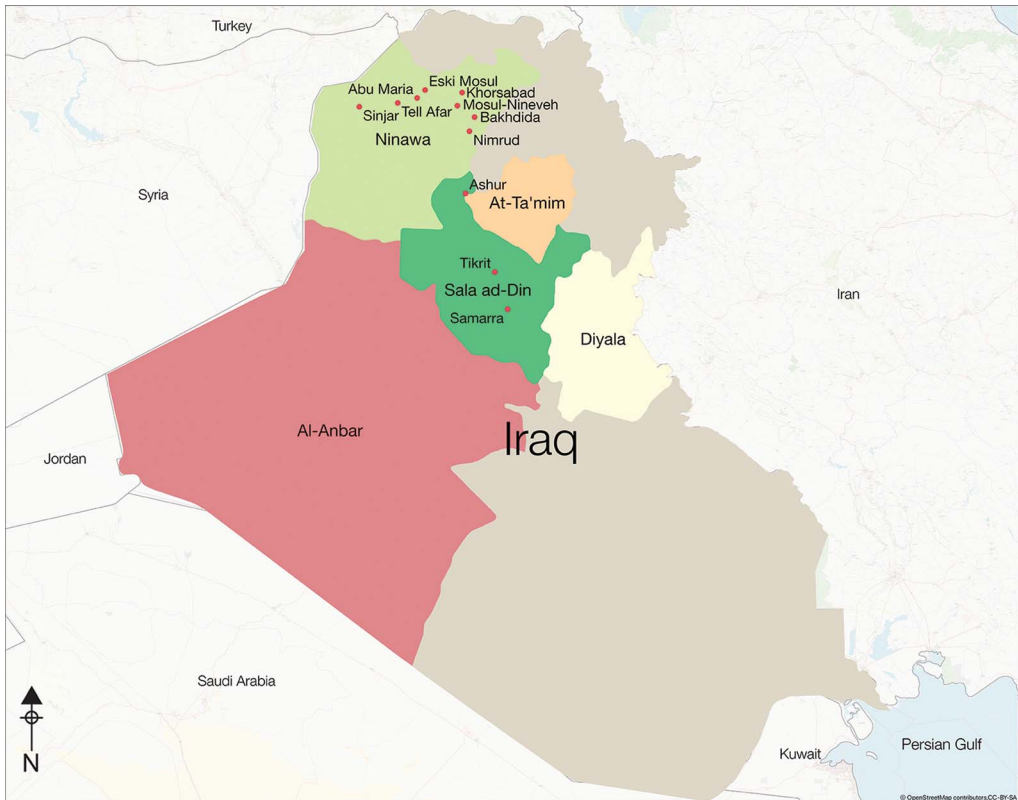 Turkey
Eski Mosul
Abu Maria
Khorsabad
Mosul-Nineveh
Sinjar
Tell Afar
Bakhdida
Ninawa
Nimrud
Ashur
Syria
At-Ta'mim
Tikrit
Sala ad-Din
Iran
Samarra
Diyala
Al-Anbar
Iraq
Jordan
Saudi Arabia
Kuwait
Persian Gulf
N
© OpenStreetMap contributors,CC-BY-SA